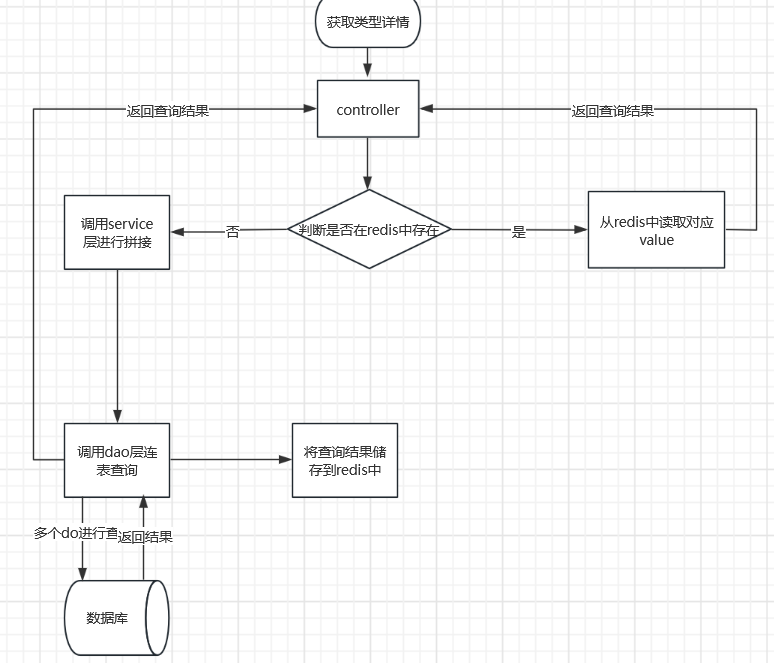 获取类型详情
返回查询结果
controller
返回查询结果
调用service
层进行拼接
否
判断是否在redis中存在
是
从redis中读取对应
value
调用dao层连
表查询
将查询结果储
存到redis中
多个do进行查
返回结果
数据库